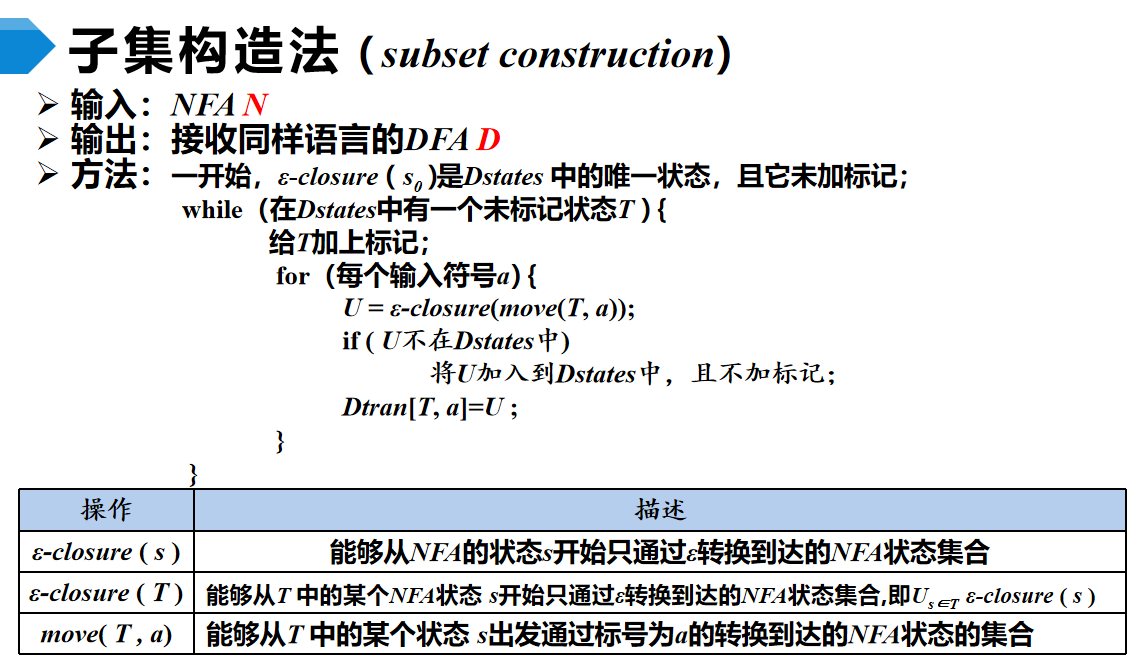 子集构造法 (subset construction)
➢ 输入：NFA N
➢ 输出：接收同样语言的DFA D
➢ 方法：一开始，ε-closure ( s0 )是Dstates 中的唯一状态，且它未加标记；
while（在Dstates中有一个未标记状态T ) {
给T加上标记；
for（每个输入符号a) {
U = ε-closure(move(T, a));
if ( U不在Dstates中)
将U加入到Dstates中，且不加标记；
Dtran[T, a]=U ;
}
}
操作 描述
ε-closure ( s ) 能够从NFA的状态s开始只通过ε转换到达的NFA状态集合
ε-closure ( T ) 能够从T 中的某个NFA状态 s开始只通过ε转换到达的NFA状态集合,即Us∈T ε-closure ( s )
move( T , a) 能够从T 中的某个状态 s出发通过标号为a的转换到达的NFA状态的集合